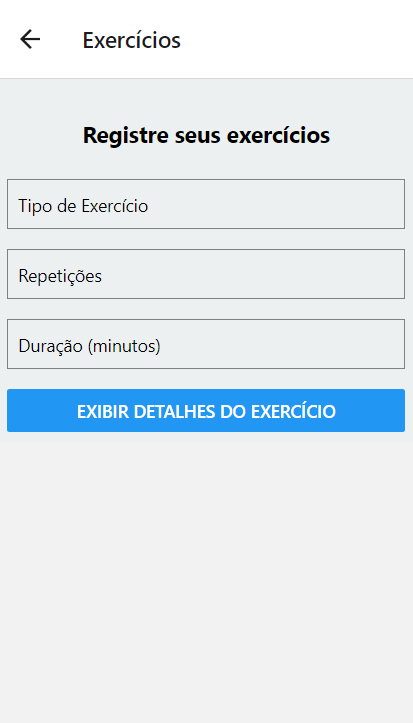 Exercícios
Registre seus exercícios
Tipo de Exercício
Repetições
Duração (minutos)
EXIBIR DETALHES DO EXERCÍCIO